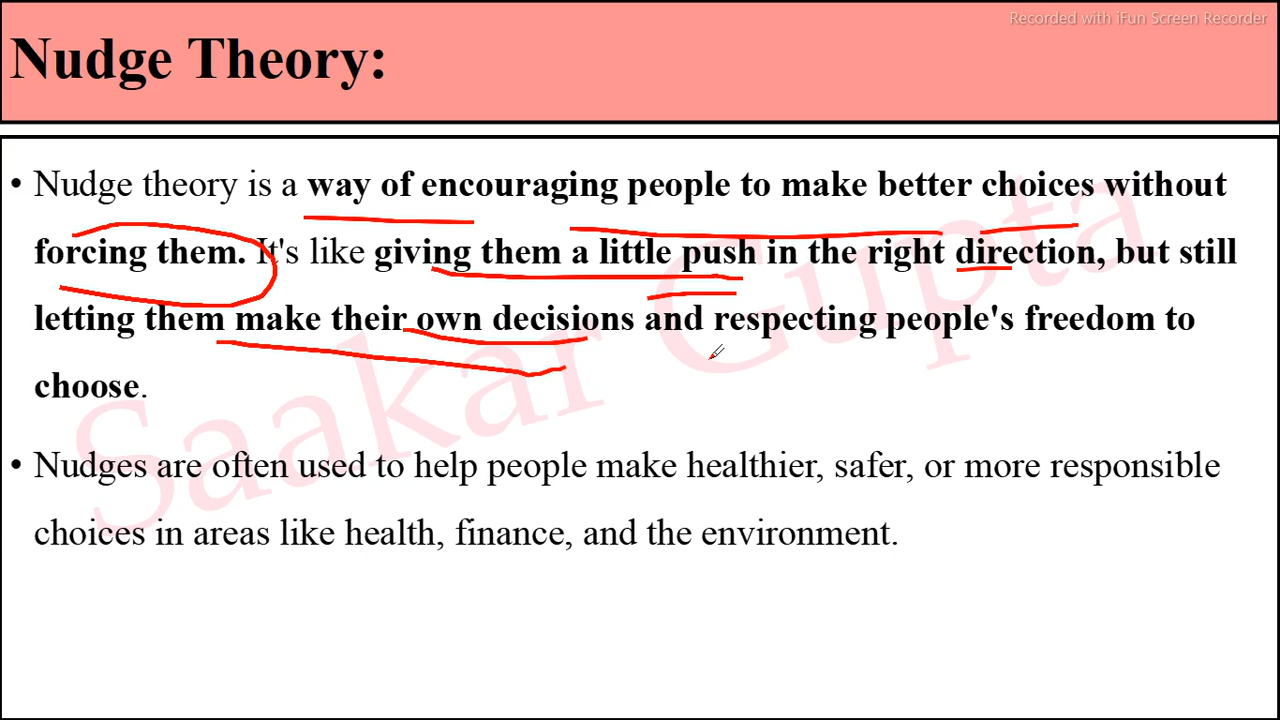 Recorded with iFun Screen Recorder
Nudge Theory:
• Nudge theory is a way of encouraging people to make better choices without
forcing them. It's like giving them a little push in the right direction, but still
letting them make their own decisions and respecting people's freedom to
choose.
• Nudges are often used to help people make healthier, safer, or more responsible
choices in areas like health, finance, and the environment.
Saakar Gupta